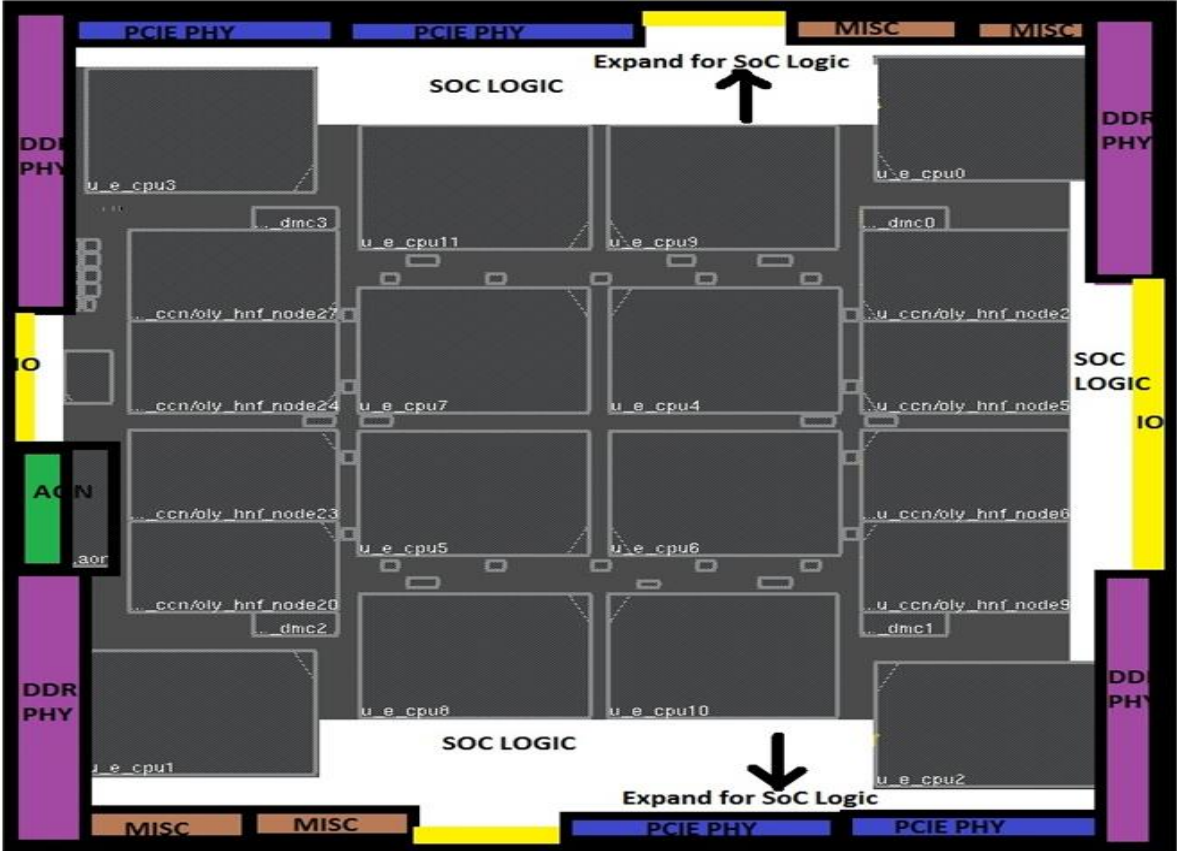 PCIE PHY
PCIE PHY
MISC
MISC
Expand for SoC Logic
SOC LOGIC
DDR
PHY
DDR
PHY
u_e_cpu3
u_e_cpu0
..._dmc3
..._dmc0
u_e_cpu11
u_e_cpu9
..._ccn/oly_hnf_node27
...u_ccn/oly_hnf_node2
IO
SOC
LOGIC
..._ccn/oly_hnf_node24
u_e_cpu7
u_e_cpu4
...u_ccn/oly_hnf_node5
IO
AON
..._ccn/oly_hnf_node23
...u_ccn/oly_hnf_node6
u_e_cpu5
u_e_cpu6
.aor
..._ccn/oly_hnf_node20
...u_ccn/oly_hnf_node9
..._dmc2
..._dmc1
DDR
PHY
DDR
PHY
u_e_cpu8
u_e_cpu10
SOC LOGIC
u_e_cpu1
u_e_cpu2
Expand for SoC Logic
MISC
MISC
PCIE PHY
PCIE PHY